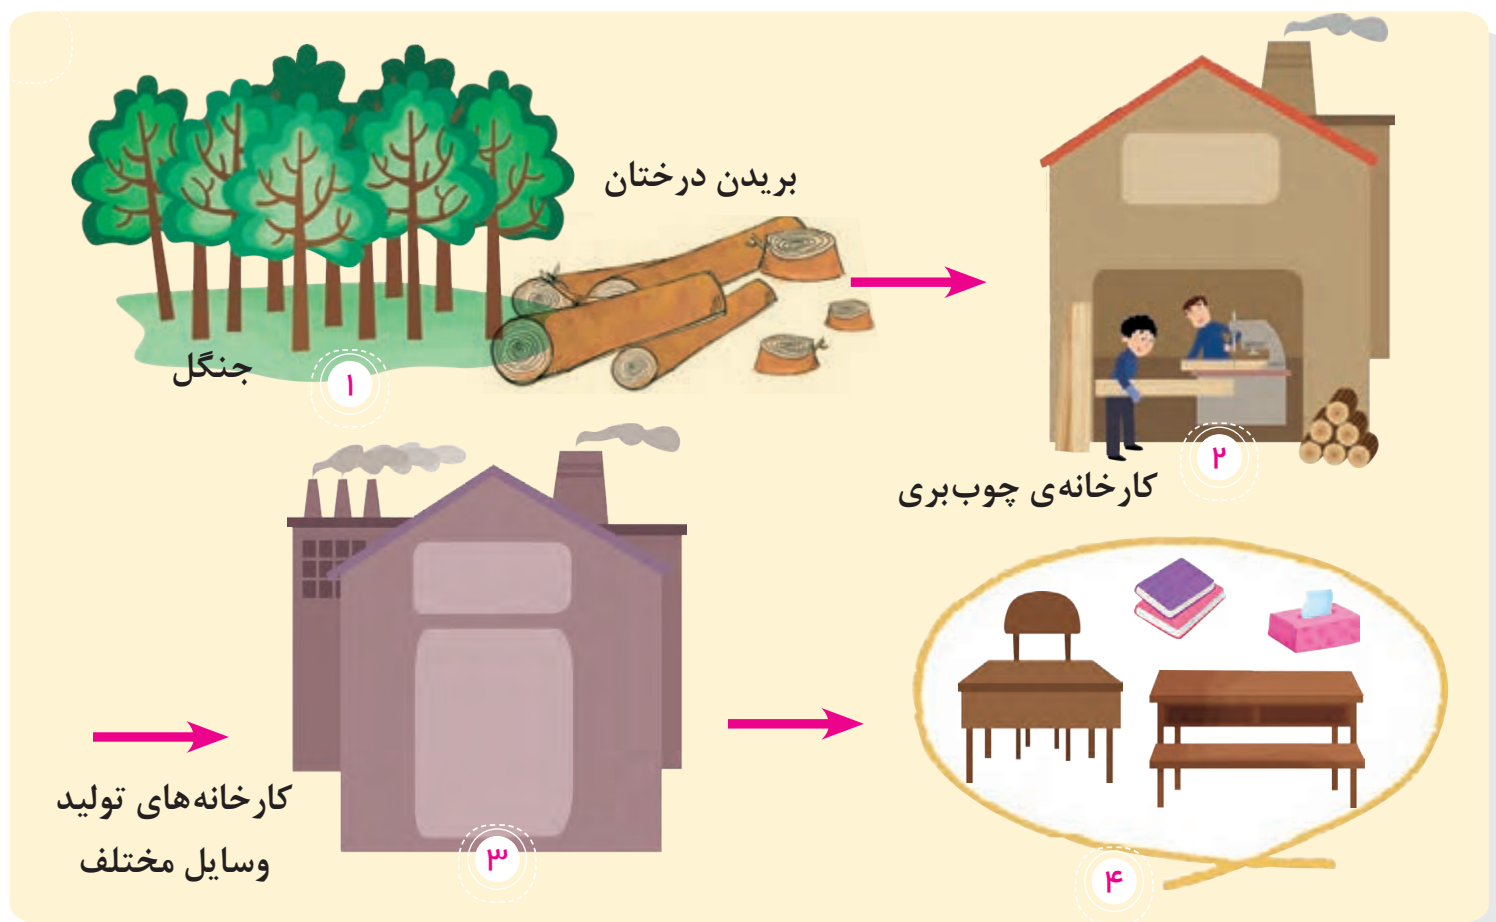 بریدن درختان
جنگل
۱
۲
کارخانه‌ی چوب‌بری
کارخانه‌های تولید
وسایل مختلف
۳
۴